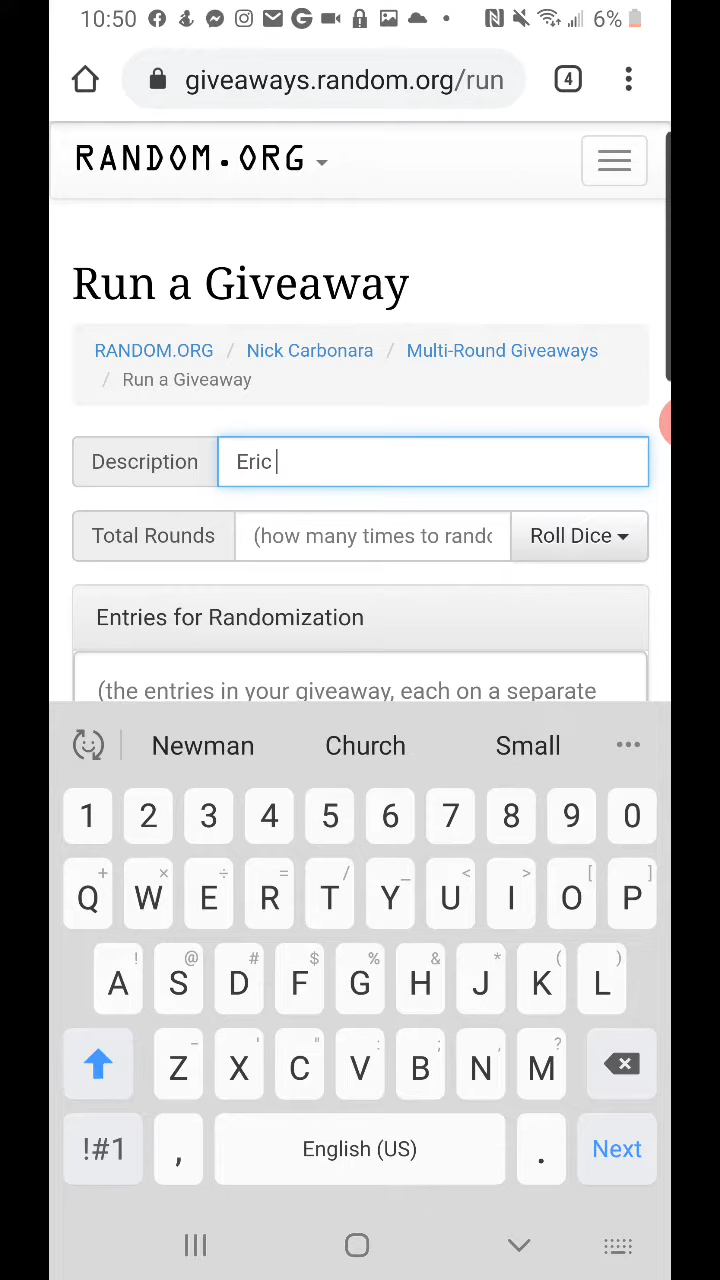 10:50 6%
giveaways.random.org/run 4
RANDOM.ORG
Run a Giveaway
RANDOM.ORG / Nick Carbonara / Multi-Round Giveaways
/ Run a Giveaway
Description Eric
Total Rounds (how many times to rando Roll Dice
Entries for Randomization
(the entries in your giveaway, each on a separate
Newman Church Small ...
1 2 3 4 5 6 7 8 9 0
+ × ÷ = / _ < > [ ]
Q W E R T Y U I O P
! @ # $ % & * ( )
A S D F G H J K L
- ' " : ; , ?
Z X C V B N M
!#1 , English (US) . Next